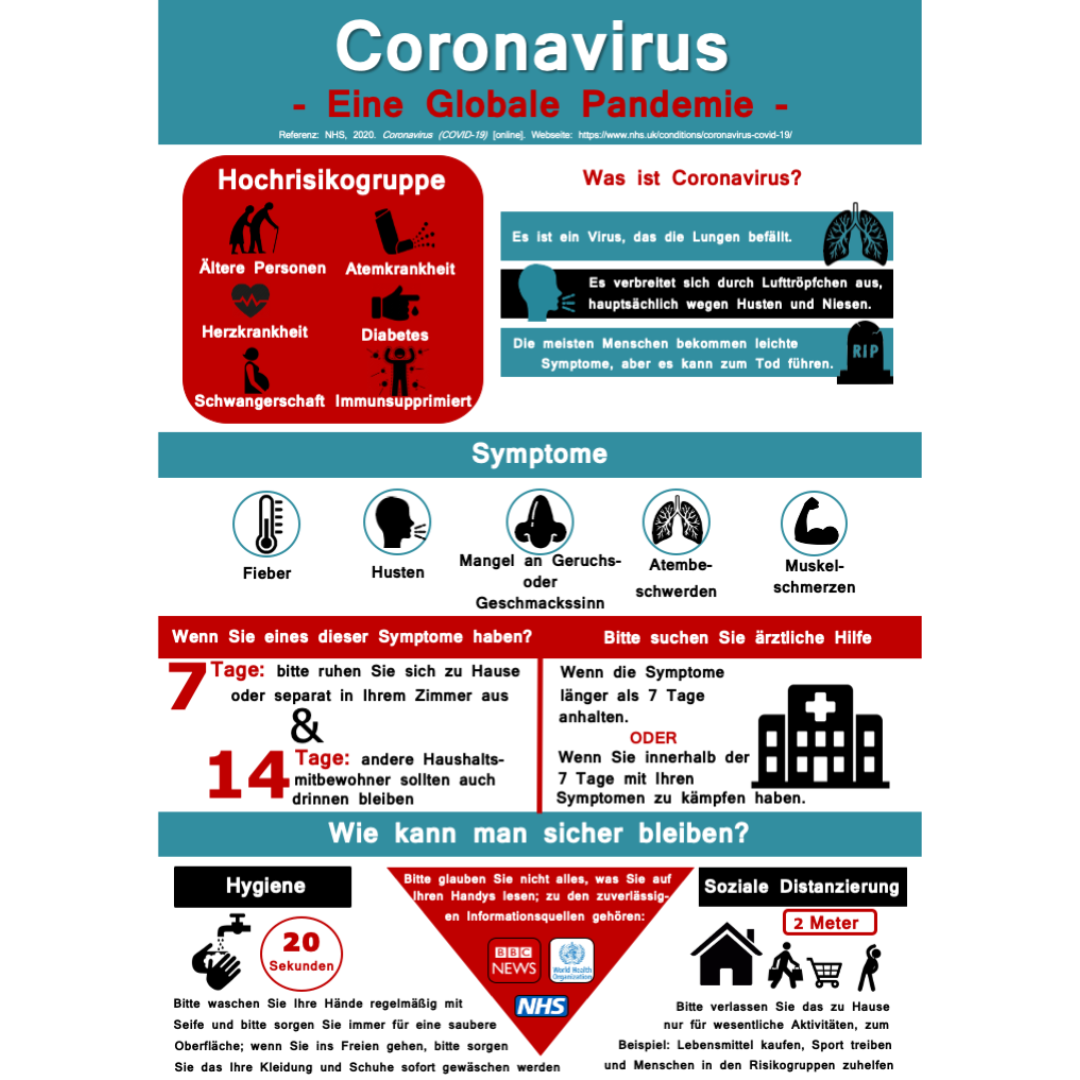 Coronavirus
- Eine Globale Pandemie -
Referenz: NHS, 2020. Coronavirus (COVID-19) [online]. Webseite: https://www.nhs.uk/conditions/coronavirus-covid-19/
Hochrisikogruppe
Ältere Personen
Atemkrankheit
Herzkrankheit
Diabetes
Schwangerschaft
Immunsupprimiert
Was ist Coronavirus?
Es ist ein Virus, das die Lungen befällt.
Es verbreitet sich durch Lufttröpfchen aus,
hauptsächlich wegen Husten und Niesen.
Die meisten Menschen bekommen leichte
Symptome, aber es kann zum Tod führen.
RIP
Symptome
Fieber
Husten
Mangel an Geruchs-
oder
Geschmackssinn
Atembe-
schwerden
Muskel-
schmerzen
Wenn Sie eines dieser Symptome haben?
7 Tage: bitte ruhen Sie sich zu Hause
oder separat in Ihrem Zimmer aus
&
14 Tage: andere Haushalts-
mitbewohner sollten auch
drinnen bleiben
Bitte suchen Sie ärztliche Hilfe
Wenn die Symptome
länger als 7 Tage
anhalten.
ODER
Wenn Sie innerhalb der
7 Tage mit Ihren
Symptomen zu kämpfen haben.
Wie kann man sicher bleiben?
Hygiene
20
Sekunden
Bitte waschen Sie Ihre Hände regelmäßig mit
Seife und bitte sorgen Sie immer für eine saubere
Oberfläche; wenn Sie ins Freien gehen, bitte sorgen
Sie das Ihre Kleidung und Schuhe sofort gewäschen werden
Bitte glauben Sie nicht alles, was Sie auf
Ihren Handys lesen; zu den zuverlässig-
en Informationsquellen gehören:
BBC
NEWS
World Health
Organization
NHS
Soziale Distanzierung
2 Meter
Bitte verlassen Sie das zu Hause
nur für wesentliche Aktivitäten, zum
Beispiel: Lebensmittel kaufen, Sport treiben
und Menschen in den Risikogruppen zuhelfen